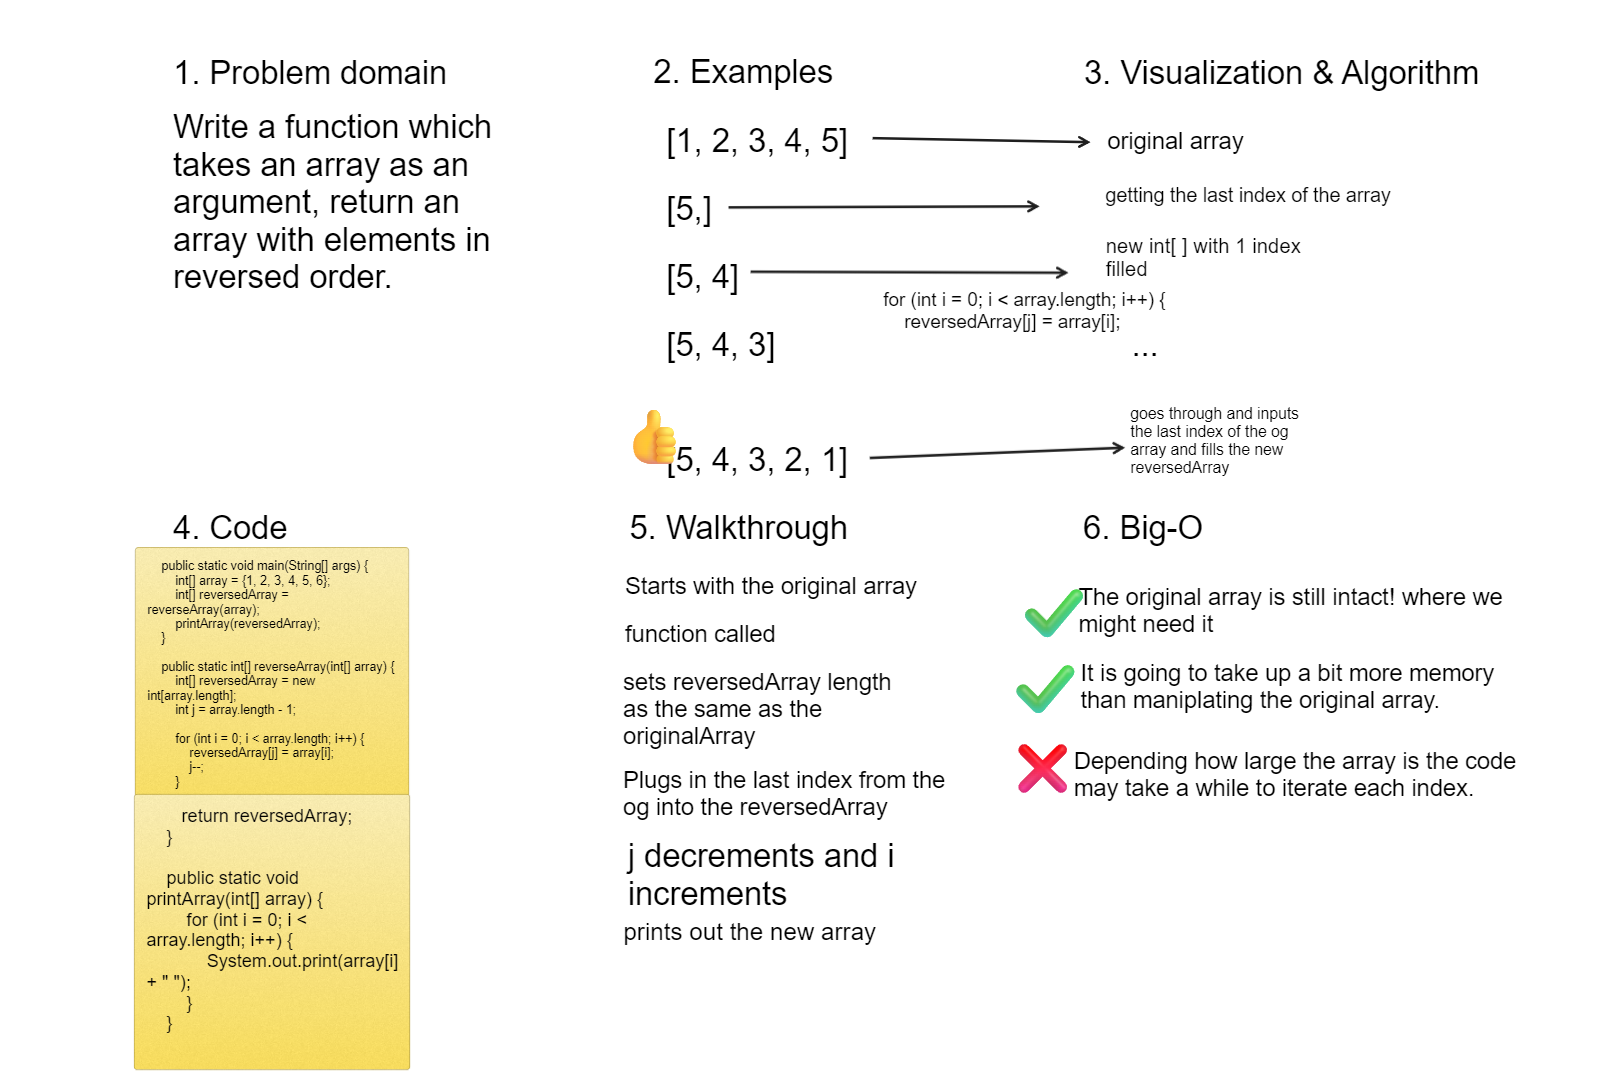 1. Problem domain
Write a function which
takes an array as an
argument, return an
array with elements in
reversed order.
2. Examples
[1, 2, 3, 4, 5]
[5,]
[5, 4]
[5, 4, 3]
[5, 4, 3, 2, 1]
3. Visualization & Algorithm
original array
getting the last index of the array
new int[ ] with 1 index
filled
for (int i = 0; i < array.length; i++) {
reversedArray[j] = array[i];
...
goes through and inputs
the last index of the og
array and fills the new
reversedArray
4. Code
public static void main(String[] args) {
int[] array = {1, 2, 3, 4, 5, 6};
int[] reversedArray =
reverseArray(array);
printArray(reversedArray);
}
public static int[] reverseArray(int[] array) {
int[] reversedArray = new
int[array.length];
int j = array.length - 1;
for (int i = 0; i < array.length; i++) {
reversedArray[j] = array[i];
j--;
}
return reversedArray;
}
public static void
printArray(int[] array) {
for (int i = 0; i <
array.length; i++) {
System.out.print(array[i]
+ " ");
}
}
5. Walkthrough
Starts with the original array
function called
sets reversedArray length
as the same as the
originalArray
Plugs in the last index from the
og into the reversedArray
j decrements and i
increments
prints out the new array
6. Big-O
The original array is still intact! where we
might need it
It is going to take up a bit more memory
than maniplating the original array.
Depending how large the array is the code
may take a while to iterate each index.